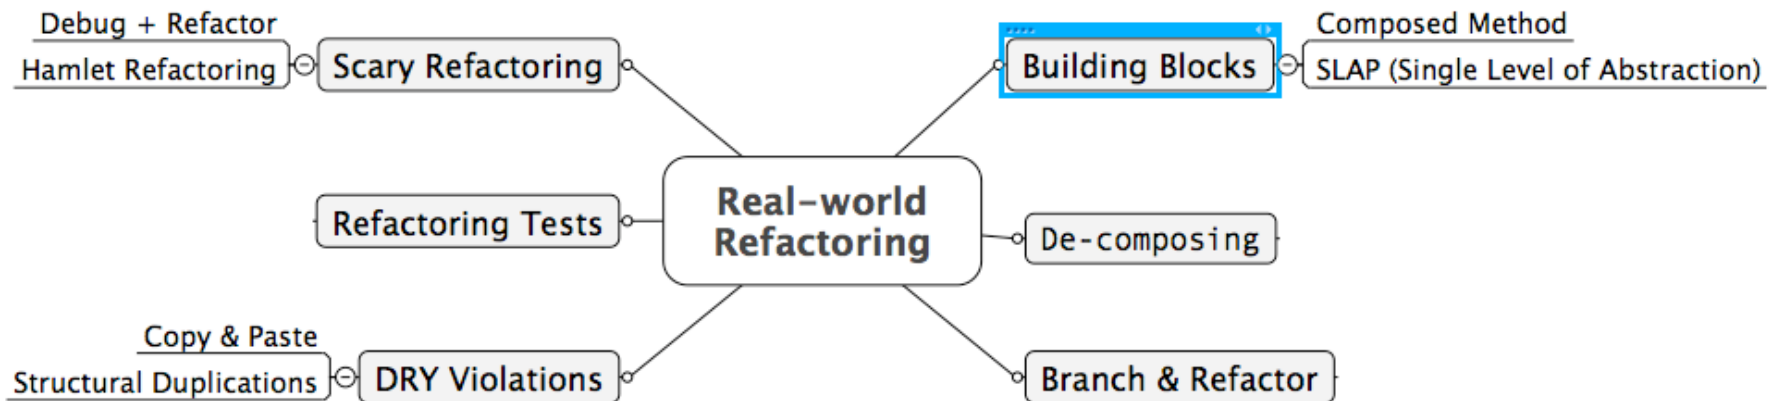 Debug + Refactor
Hamlet Refactoring
Scary Refactoring
Building Blocks
Composed Method
SLAP (Single Level of Abstraction)
Refactoring Tests
Real-world
Refactoring
De-composing
Copy & Paste
Structural Duplications
DRY Violations
Branch & Refactor